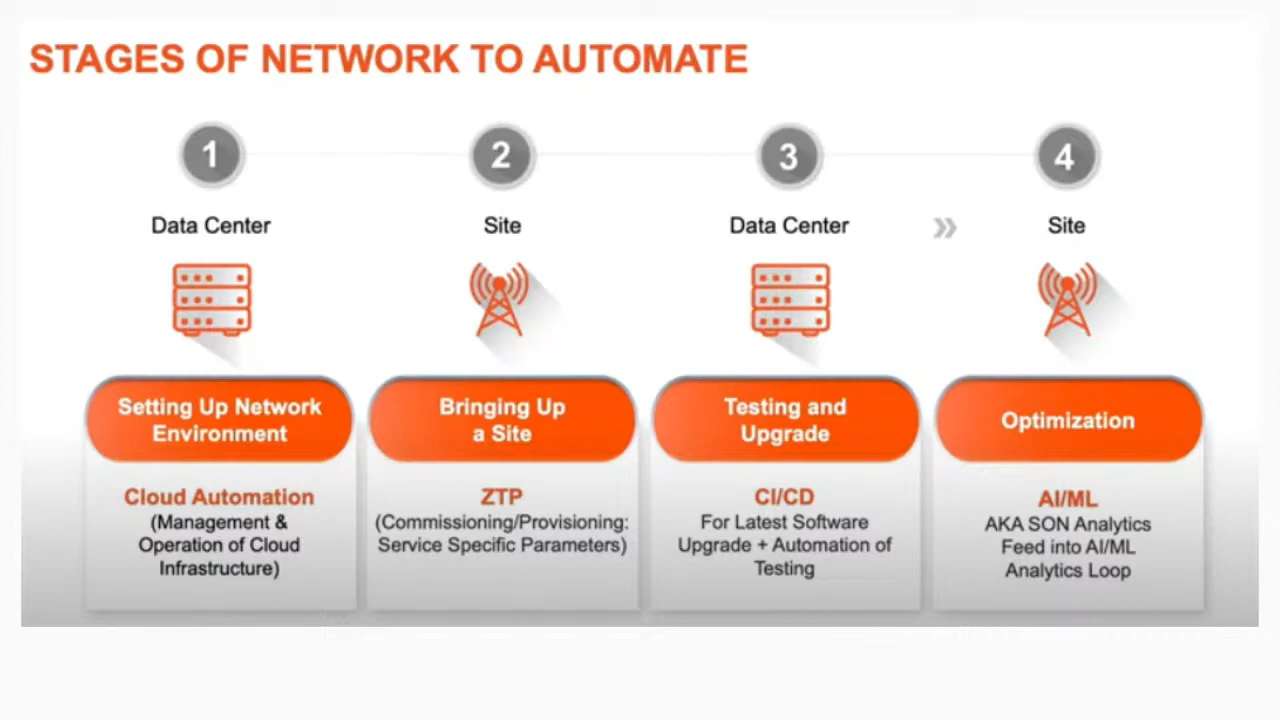 STAGES OF NETWORK TO AUTOMATE
1
2
3
4
Data Center
Site
Data Center
Site
Setting Up Network
Environment
Cloud Automation
(Management &
Operation of Cloud
Infrastructure)
Bringing Up
a Site
ZTP
(Commissioning/Provisioning:
Service Specific Parameters)
Testing and
Upgrade
CI/CD
For Latest Software
Upgrade + Automation of
Testing
Optimization
AI/ML
AKA SON Analytics
Feed into AI/ML
Analytics Loop